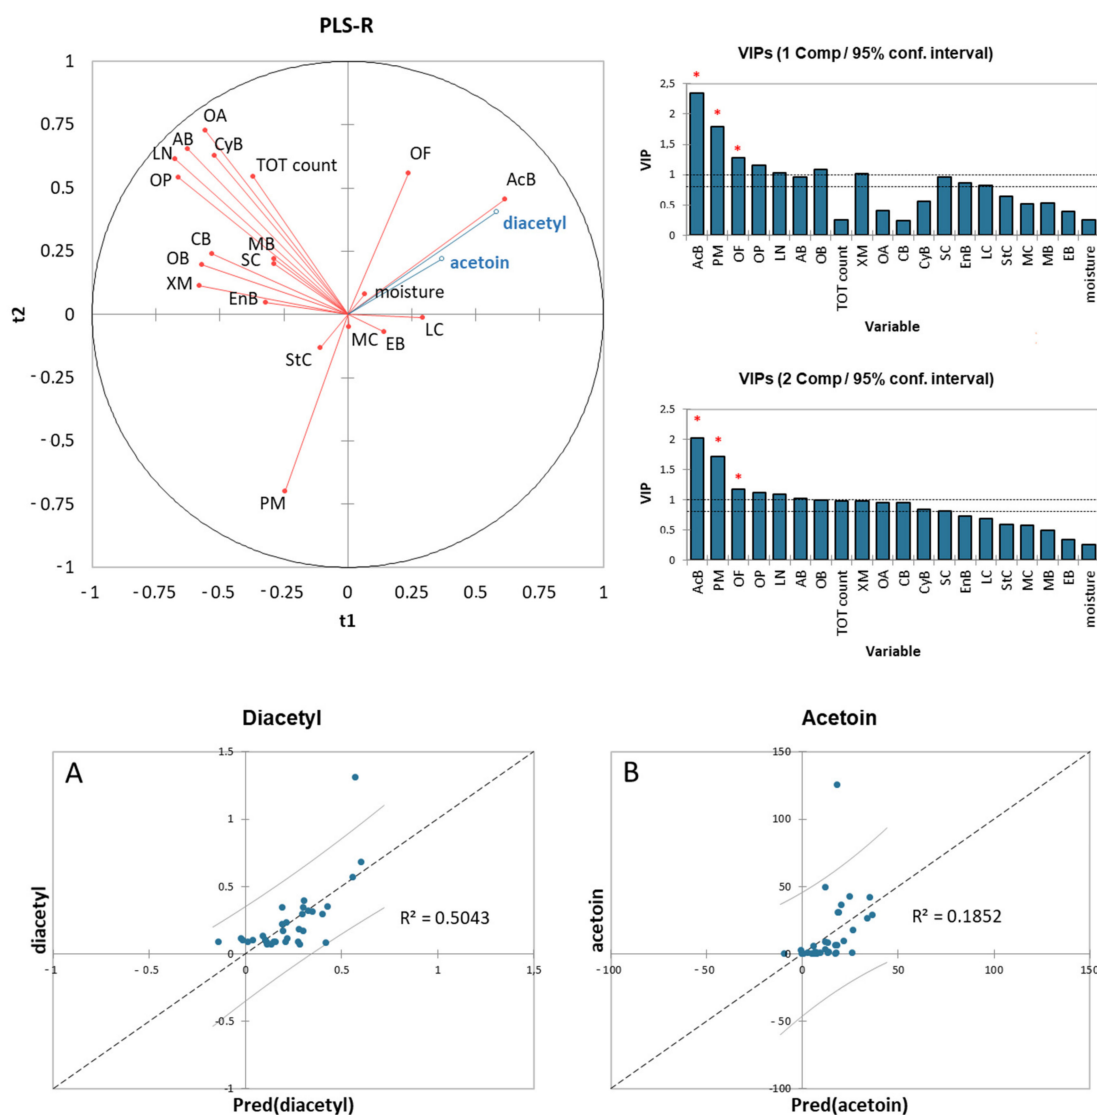 PLS-R
1
0.75
0.5
0.25
0
- 0.25
- 0.5
- 0.75
-1
t2
OA
AB
CyB
LN
TOT count
OP
OF
AcB
diacetyl
CB
MB
OB
SC
acetoin
XM
EnB
moisture
LC
MC
EB
StC
PM
-1 - 0.75 - 0.5 - 0.25 0 0.25 0.5 0.75 1
t1
VIPs (1 Comp / 95% conf. interval)
2.5
2
1.5
1
0.5
0
VIP
* * *
AcB PM OF OP LN AB OB TOT count XM OA CB CyB SC EnB LC StC MC MB EB moisture
Variable
VIPs (2 Comp / 95% conf. interval)
2.5
2
1.5
1
0.5
0
VIP
* * *
AcB PM OF OP LN AB OB TOT count XM OA CB CyB SC EnB LC StC MC MB EB moisture
Variable
Diacetyl
A
1.5
1
0.5
0
-0.5
-1
diacetyl
R² = 0.5043
-1 -0.5 0 0.5 1 1,5
Pred(diacetyl)
Acetoin
B
150
100
50
0
- 50
-100
acetoin
R² = 0.1852
-100 - 50 0 50 100 150
Pred(acetoin)